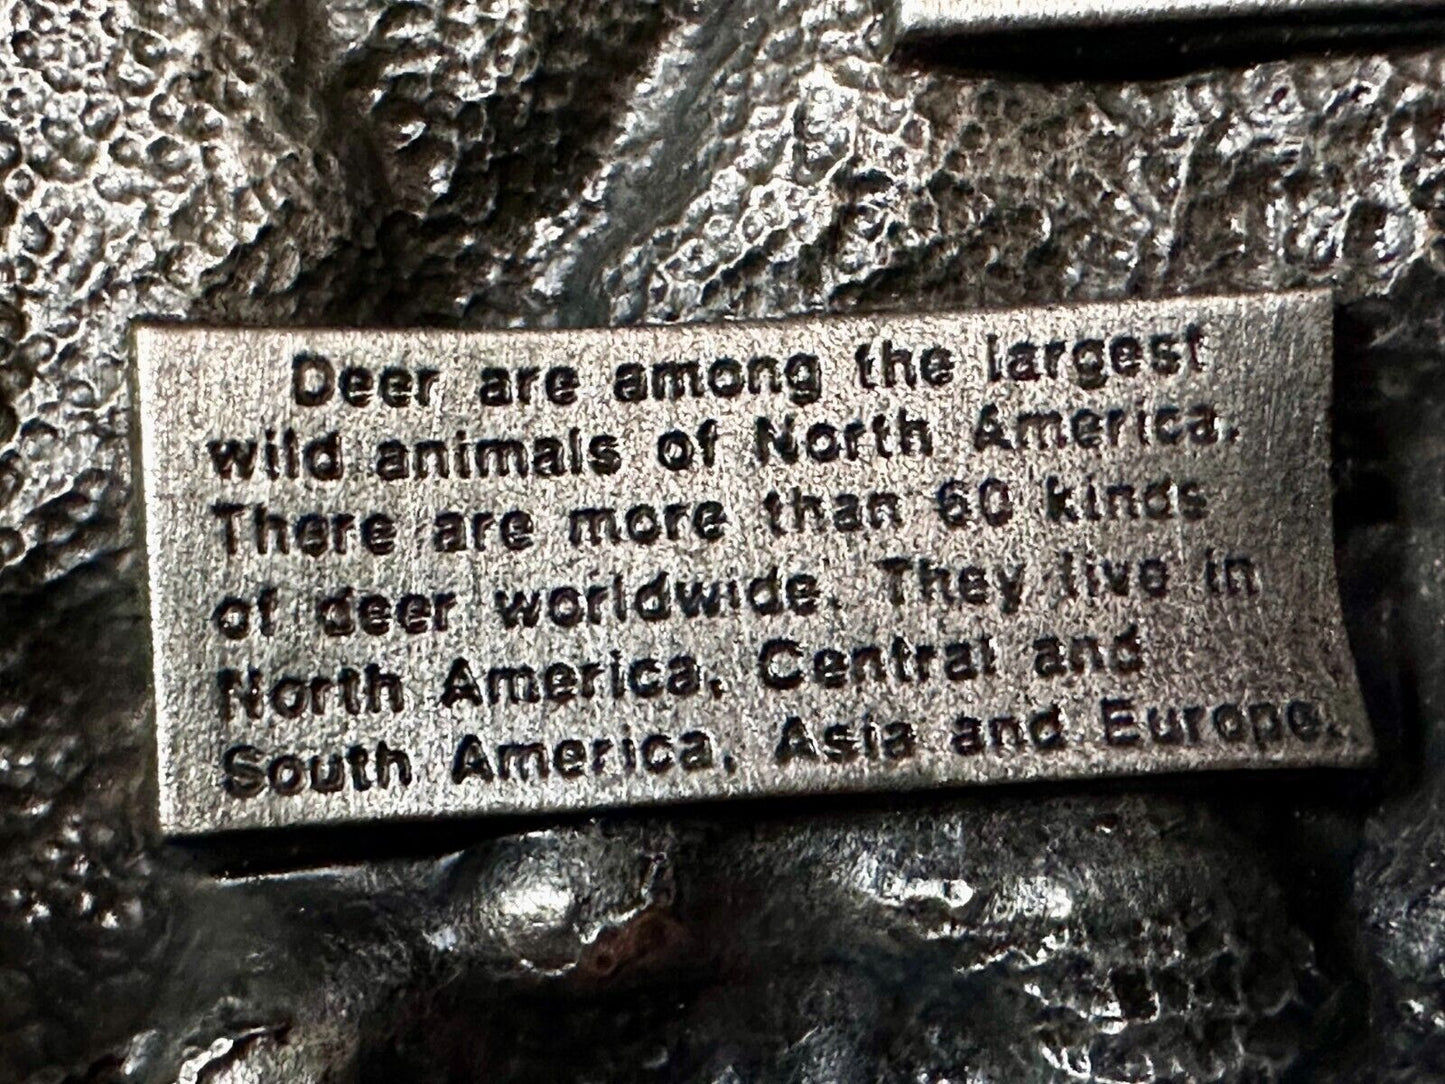 Deer are among the largest
wild animals of North America.
There are more than 60 kinds
of deer worldwide. They live in
North America, Central and
South America, Asia and Europe.